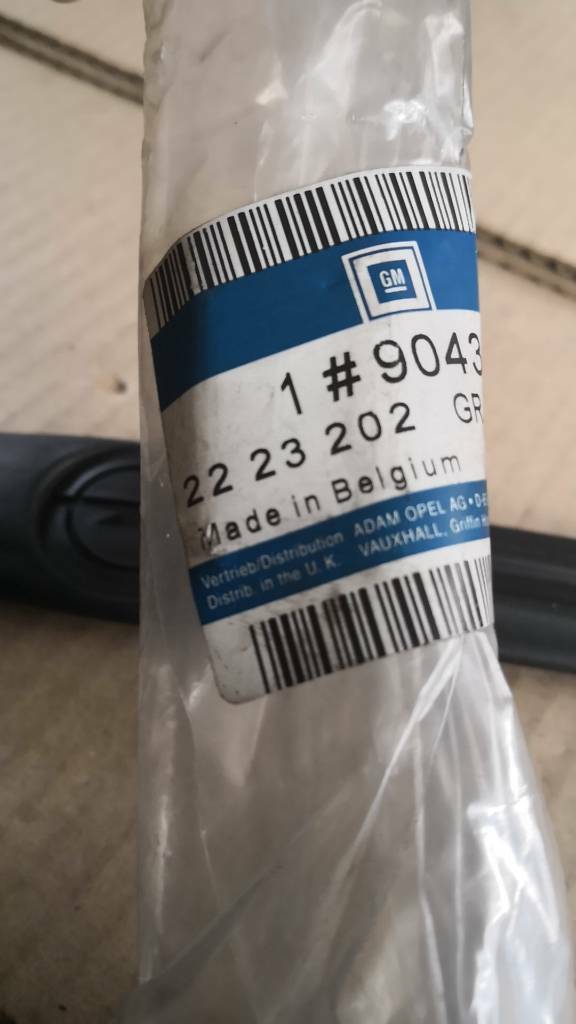 GM
1 # 9043
22 23 202 GR
Made in Belgium
Vertrieb/Distribution ADAM OPEL AG • D-
Distrib. in the U. K. VAUXHALL, Griffin H